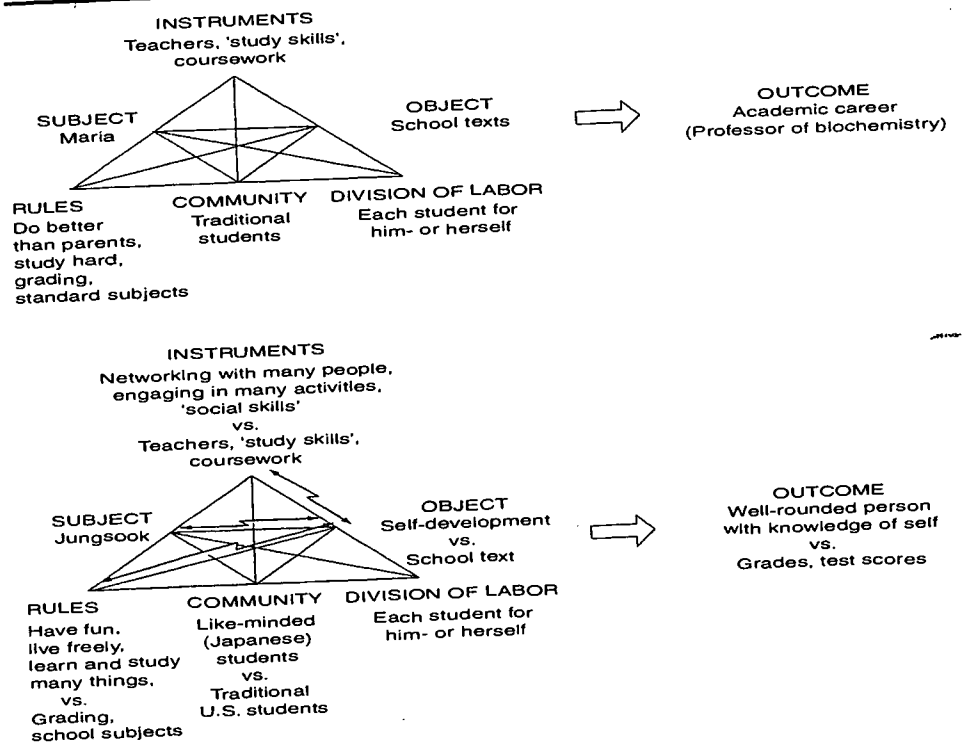 INSTRUMENTS
Teachers, 'study skills',
coursework
SUBJECT
Maria
OBJECT
School texts
OUTCOME
Academic career
(Professor of biochemistry)
RULES
Do better
than parents,
study hard,
grading,
standard subjects
COMMUNITY
Traditional
students
DIVISION OF LABOR
Each student for
him- or herself
INSTRUMENTS
Networking with many people,
engaging in many activities,
'social skills'
vs.
Teachers, 'study skills',
coursework
SUBJECT
Jungsook
OBJECT
Self-development
vs.
School text
OUTCOME
Well-rounded person
with knowledge of self
vs.
Grades, test scores
RULES
Have fun,
live freely,
learn and study
many things,
vs.
Grading,
school subjects
COMMUNITY
Like-minded
(Japanese)
students
vs.
Traditional
U.S. students
DIVISION OF LABOR
Each student for
him- or herself